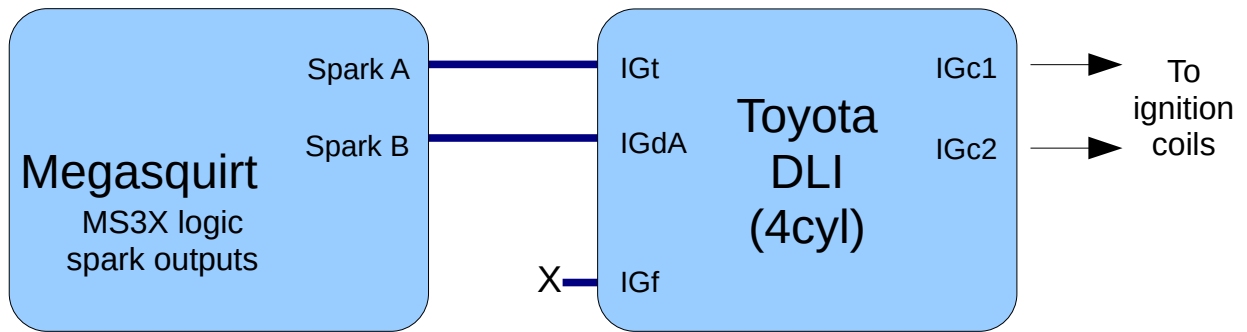 Spark A
Spark B
Megasquirt
MS3X logic
spark outputs
X
IGt
IGdA
IGf
Toyota
DLI
(4cyl)
IGc1
IGc2
To
ignition
coils